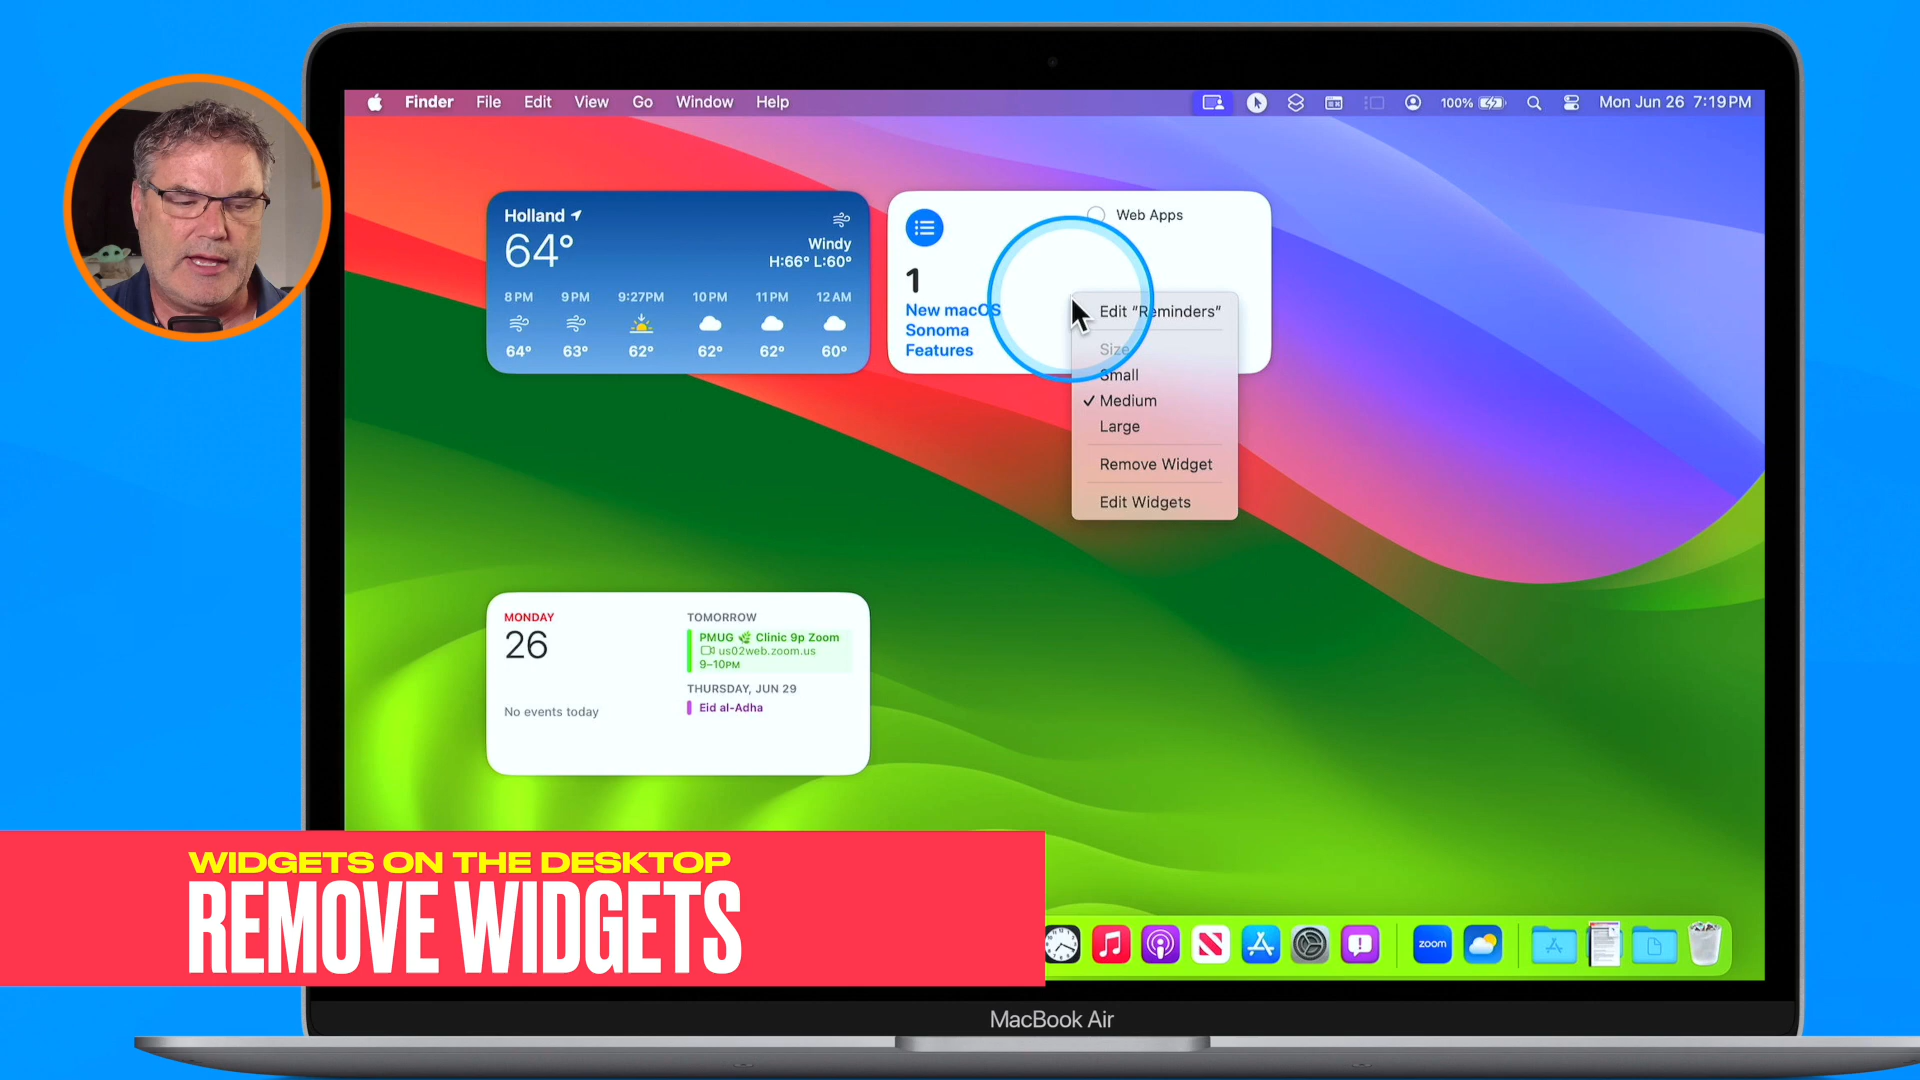 Finder File Edit View Go Window Help
100% Mon Jun 26 7:19 PM
Holland
64°
Windy
H:66° L:60°
8 PM 9 PM 9:27PM 10 PM 11 PM 12 AM
64° 63° 62° 62° 62° 60°
Web Apps
1
New macOS
Sonoma
Features
Edit “Reminders”
Size
Small
✓ Medium
Large
Remove Widget
Edit Widgets
MONDAY
26
No events today
TOMORROW
PMUG Clinic 9p Zoom
us02web.zoom.us
9–10PM
THURSDAY, JUN 29
Eid al-Adha
WIDGETS ON THE DESKTOP
REMOVE WIDGETS
zoom
MacBook Air